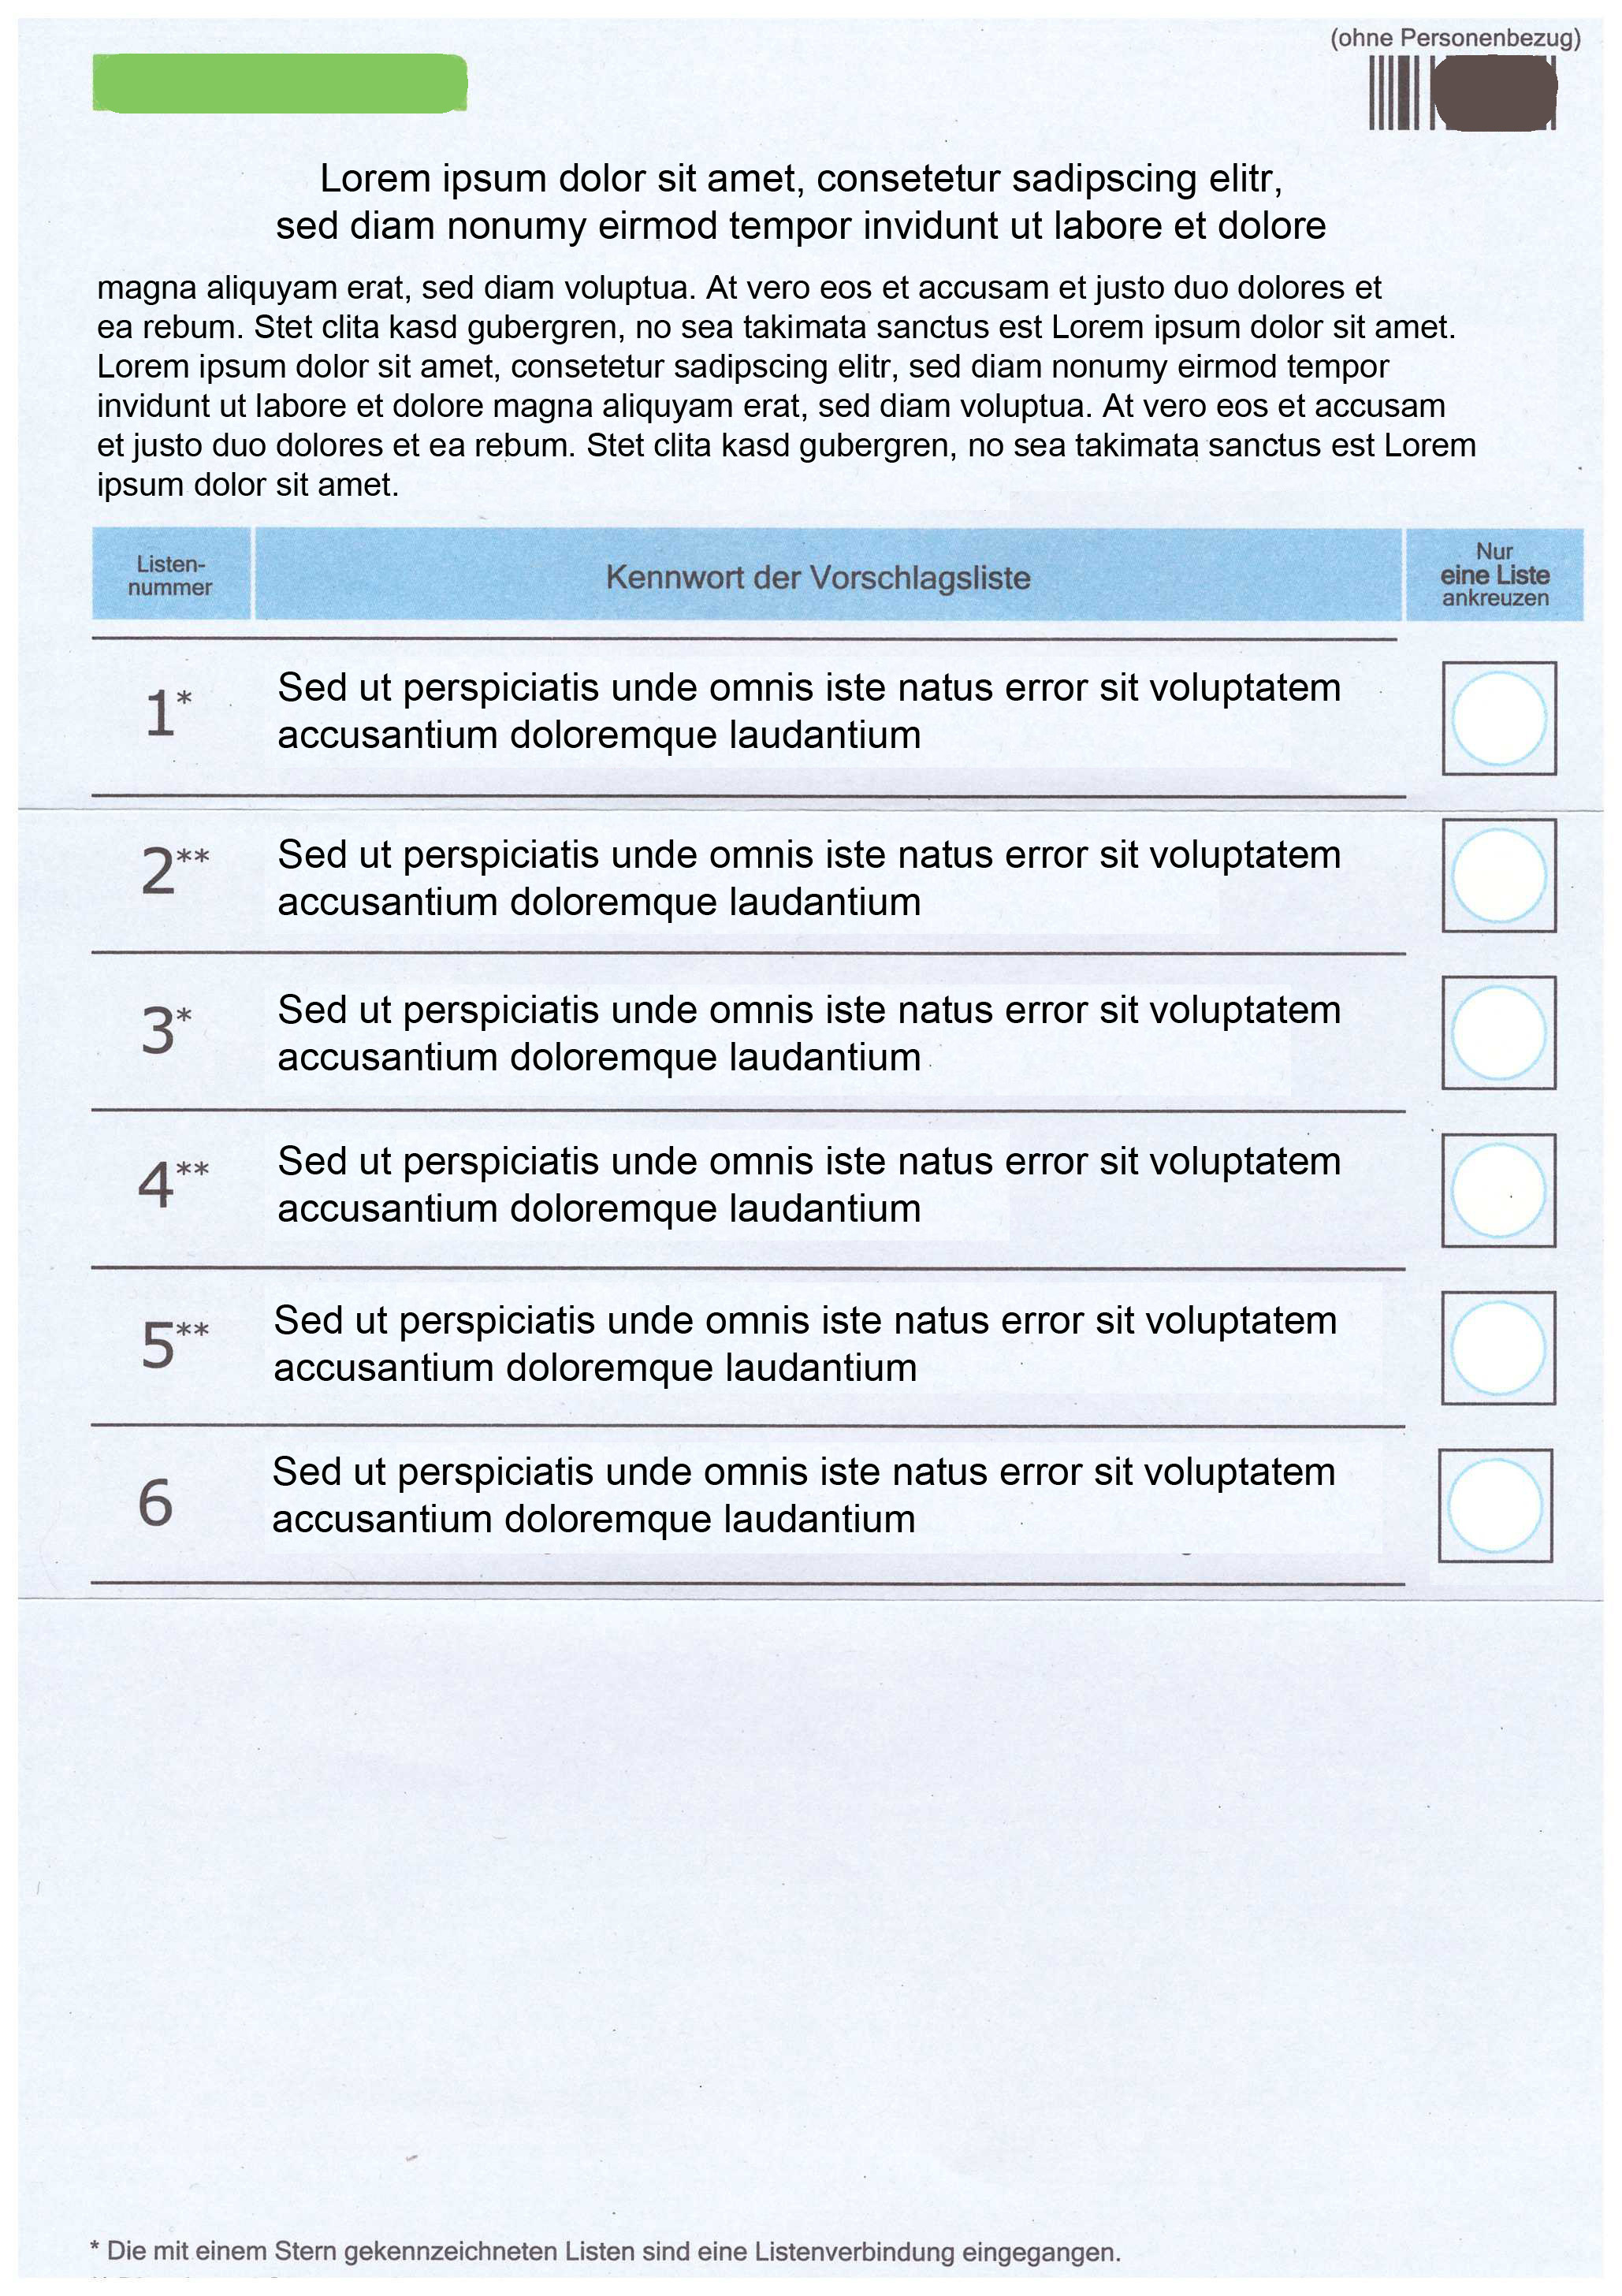 (ohne Personenbezug)
Lorem ipsum dolor sit amet, consetetur sadipscing elitr,
sed diam nonumy eirmod tempor invidunt ut labore et dolore
magna aliquyam erat, sed diam voluptua. At vero eos et accusam et justo duo dolores et
ea rebum. Stet clita kasd gubergren, no sea takimata sanctus est Lorem ipsum dolor sit amet.
Lorem ipsum dolor sit amet, consetetur sadipscing elitr, sed diam nonumy eirmod tempor
invidunt ut labore et dolore magna aliquyam erat, sed diam voluptua. At vero eos et accusam
et justo duo dolores et ea rebum. Stet clita kasd gubergren, no sea takimata sanctus est Lorem
ipsum dolor sit amet.
Listen-
nummer
Kennwort der Vorschlagsliste
Nur
eine Liste
ankreuzen
1*
Sed ut perspiciatis unde omnis iste natus error sit voluptatem
accusantium doloremque laudantium
2**
Sed ut perspiciatis unde omnis iste natus error sit voluptatem
accusantium doloremque laudantium
3*
Sed ut perspiciatis unde omnis iste natus error sit voluptatem
accusantium doloremque laudantium
4**
Sed ut perspiciatis unde omnis iste natus error sit voluptatem
accusantium doloremque laudantium
5**
Sed ut perspiciatis unde omnis iste natus error sit voluptatem
accusantium doloremque laudantium
6
Sed ut perspiciatis unde omnis iste natus error sit voluptatem
accusantium doloremque laudantium
* Die mit einem Stern gekennzeichneten Listen sind eine Listenverbindung eingegangen.